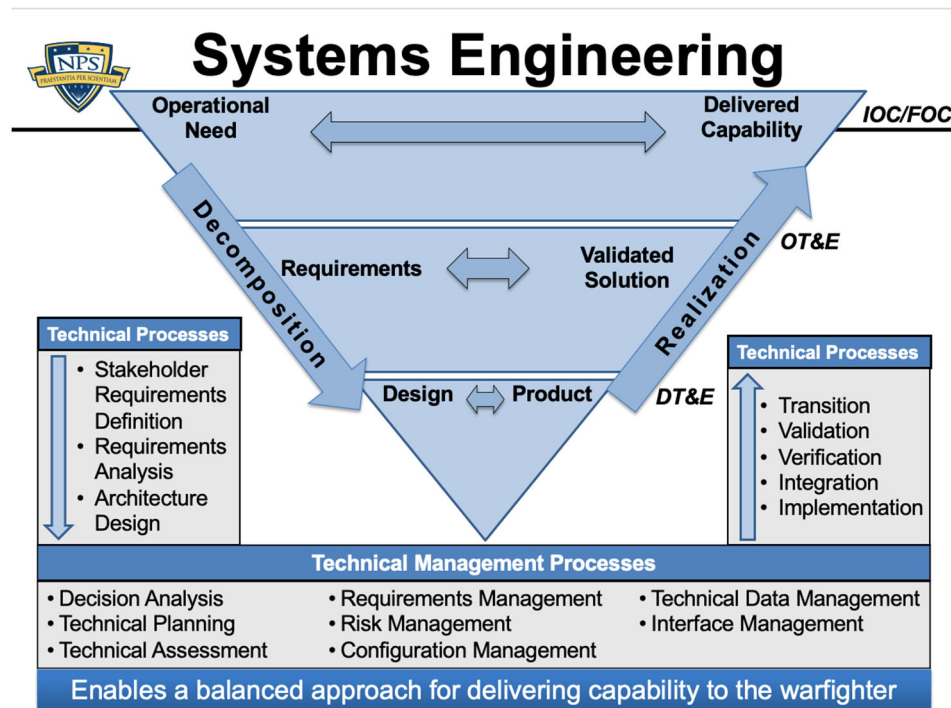 Systems Engineering
NPS
PRAESTANTIA PER SCIENTIAM
Operational
Need
Delivered
Capability
IOC/FOC
Decomposition
Realization
OT&E
Requirements
Validated
Solution
Design
Product
DT&E
Technical Processes
• Stakeholder
Requirements
Definition
• Requirements
Analysis
• Architecture
Design
Technical Processes
• Transition
• Validation
• Verification
• Integration
• Implementation
Technical Management Processes
• Decision Analysis
• Technical Planning
• Technical Assessment
• Requirements Management
• Risk Management
• Configuration Management
• Technical Data Management
• Interface Management
Enables a balanced approach for delivering capability to the warfighter